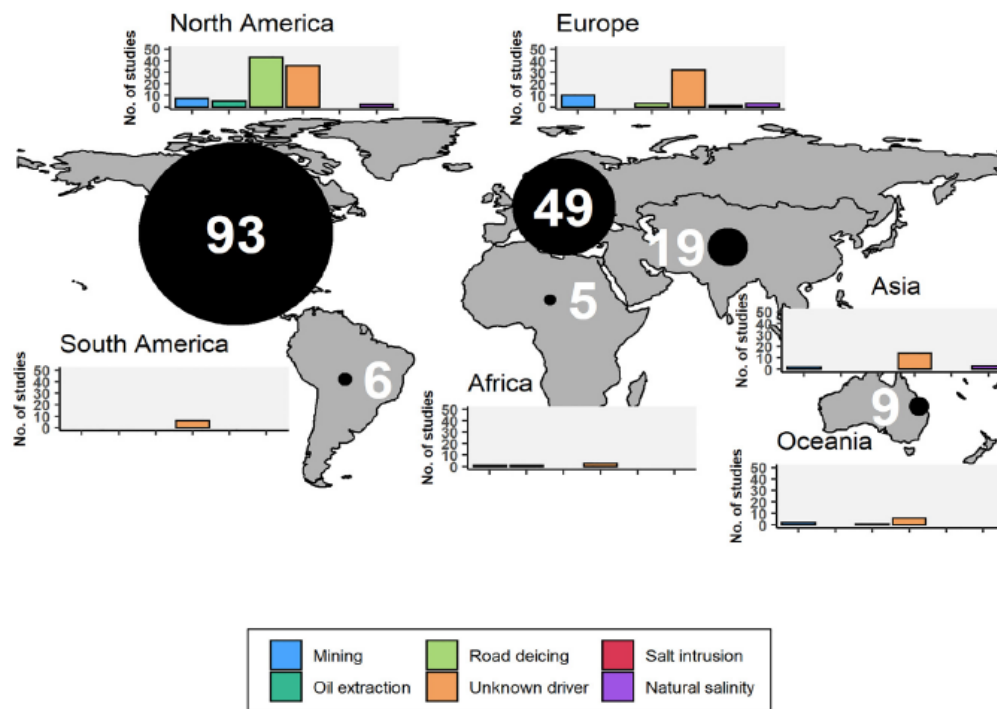 North America
Europe
No. of studies
50
40
30
20
10
0
No. of studies
50
40
30
20
10
0
93
49
19
5
6
9
Asia
No. of studies
50
40
30
20
10
0
South America
No. of studies
50
40
30
20
10
0
Africa
No. of studies
50
40
30
20
10
0
Oceania
No. of studies
50
40
30
20
10
0
Mining
Road deicing
Salt intrusion
Oil extraction
Unknown driver
Natural salinity